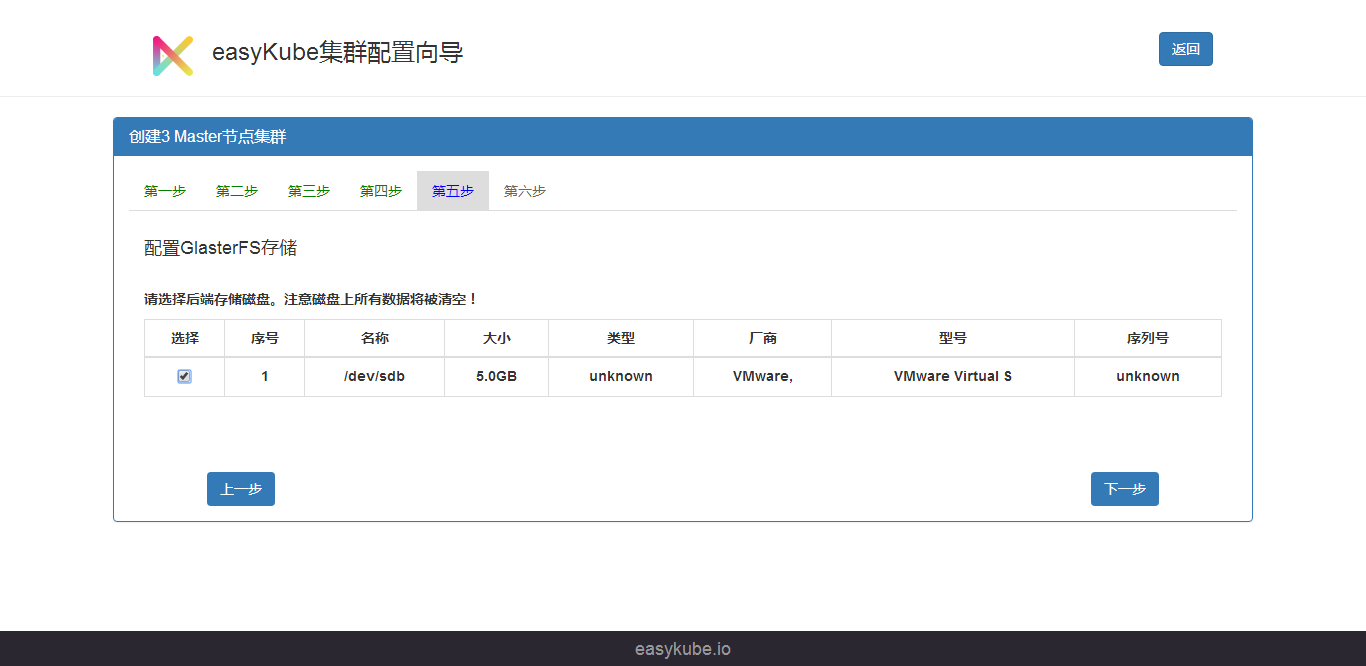 easyKube集群配置向导
返回
创建3 Master节点集群
第一步 第二步 第三步 第四步 第五步 第六步
配置GlasterFS存储
请选择后端存储磁盘。注意磁盘上所有数据将被清空！
选择 序号 名称 大小 类型 厂商 型号 序列号
1 /dev/sdb 5.0GB unknown VMware, VMware Virtual S unknown
上一步 下一步
easykube.io